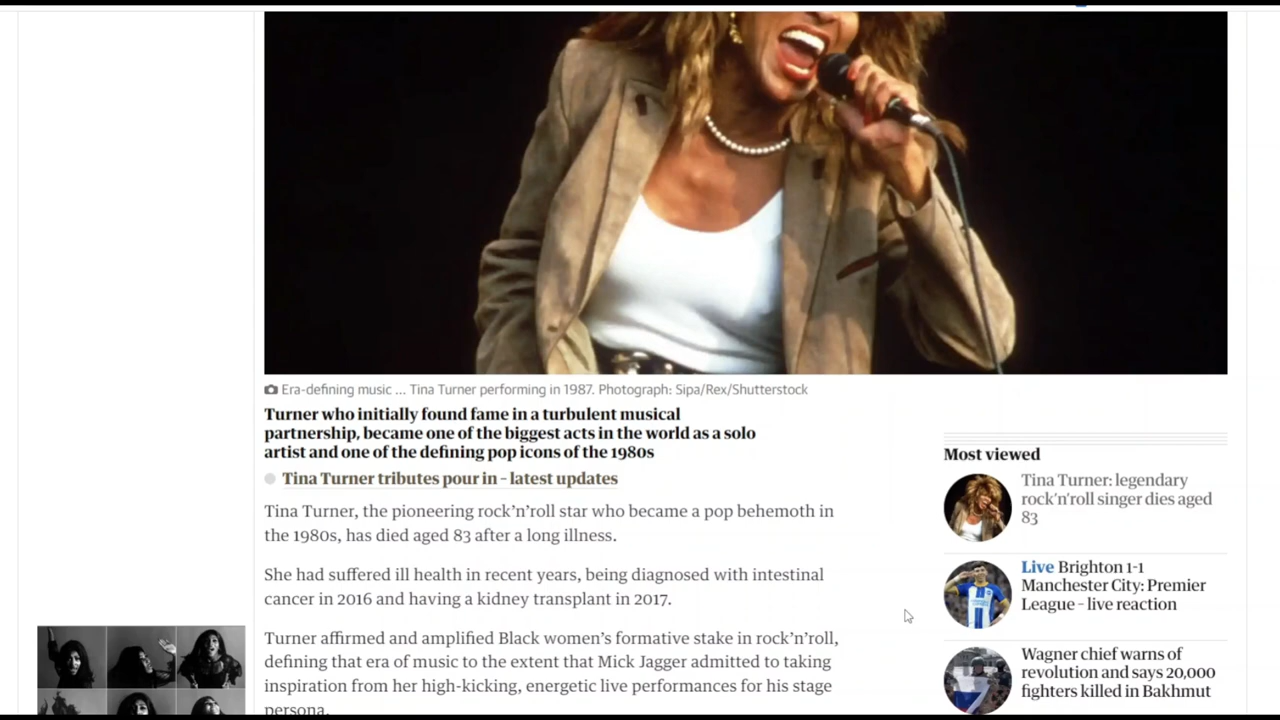 Era-defining music ... Tina Turner performing in 1987. Photograph: Sipa/Rex/Shutterstock
Turner who initially found fame in a turbulent musical
partnership, became one of the biggest acts in the world as a solo
artist and one of the defining pop icons of the 1980s
Tina Turner tributes pour in – latest updates
Tina Turner, the pioneering rock’n’roll star who became a pop behemoth in
the 1980s, has died aged 83 after a long illness.
She had suffered ill health in recent years, being diagnosed with intestinal
cancer in 2016 and having a kidney transplant in 2017.
Turner affirmed and amplified Black women’s formative stake in rock’n’roll,
defining that era of music to the extent that Mick Jagger admitted to taking
inspiration from her high-kicking, energetic live performances for his stage
persona.
Most viewed
Tina Turner: legendary
rock’n’roll singer dies aged
83
Live Brighton 1-1
Manchester City: Premier
League – live reaction
Wagner chief warns of
revolution and says 20,000
fighters killed in Bakhmut